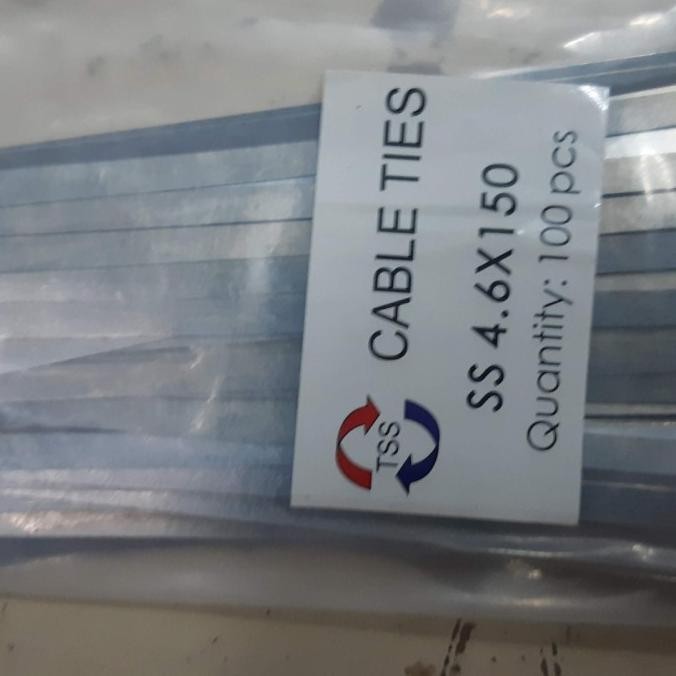 TSS CABLE TIES
SS 4.6X150
Quantity: 100 pcs